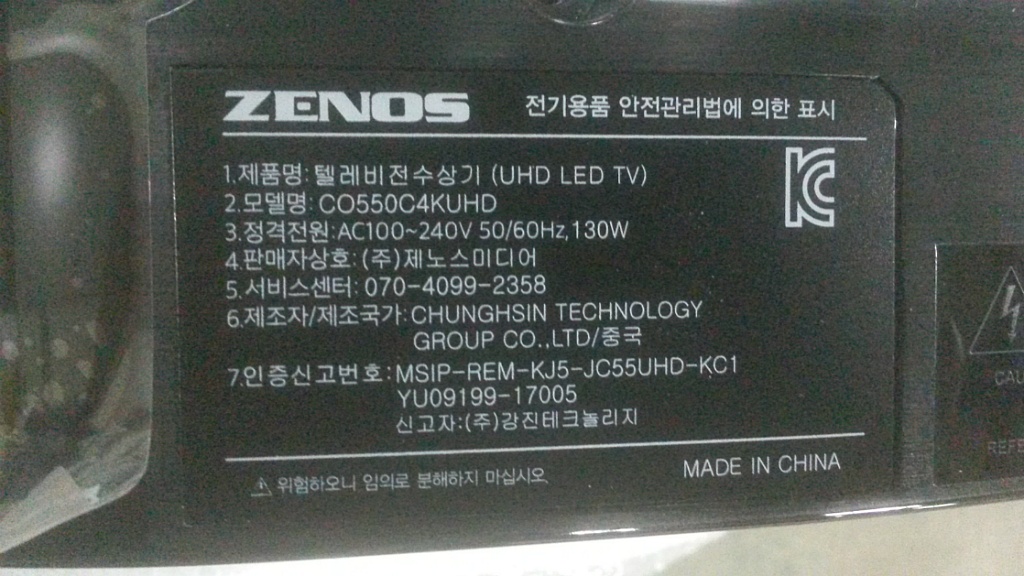 ZENOS 전기용품 안전관리법에 의한 표시
1.제품명: 텔레비전수상기 (UHD LED TV)
2.모델명: CO550C4KUHD
3.정격전원:AC100~240V 50/60Hz,130W
4.판매자상호:(주)제노스미디어
5.서비스센터: 070-4099-2358
6.제조자/제조국가:CHUNGHSIN TECHNOLOGY
GROUP CO.,LTD/중국
7.인증신고번호:MSIP-REM-KJ5-JC55UHD-KC1
YU09199-17005
신고자:(주)강진테크놀리지
⚠ 위험하오니 임의로 분해하지 마십시오 MADE IN CHINA